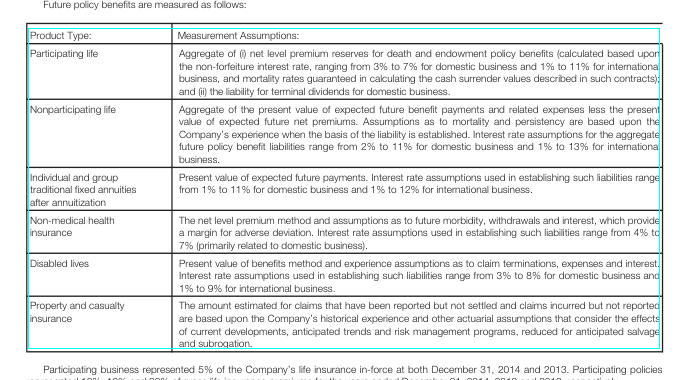 Future policy benefits are measured as follows:
Product Type:
Measurement Assumptions:
Participating life
Aggregate of (i) net level premium reserves for death and endowment policy benefits (calculated based upon
the non-forfeiture interest rate, ranging from 3% to 7% for domestic business and 1% to 11% for international
business, and mortality rates guaranteed in calculating the cash surrender values described in such contracts);
and (ii) the liability for terminal dividends for domestic business.
Nonparticipating life
Aggregate of the present value of expected future benefit payments and related expenses less the present
value of expected future net premiums. Assumptions as to mortality and persistency are based upon the
Company's experience when the basis of the liability is established. Interest rate assumptions for the aggregate
future policy benefit liabilities range from 2% to 11% for domestic business and 1% to 13% for international
business.
Individual and group
traditional fixed annuities
after annuitization
Present value of expected future payments. Interest rate assumptions used in establishing such liabilities range
from 1% to 11% for domestic business and 1% to 12% for international business.
Non-medical health
insurance
The net level premium method and assumptions as to future morbidity, withdrawals and interest, which provide
a margin for adverse deviation. Interest rate assumptions used in establishing such liabilities range from 4% to
7% (primarily related to domestic business).
Disabled lives
Present value of benefits method and experience assumptions as to claim terminations, expenses and interest.
Interest rate assumptions used in establishing such liabilities range from 3% to 8% for domestic business and
1% to 9% for international business.
Property and casualty
insurance
The amount estimated for claims that have been reported but not settled and claims incurred but not reported
are based upon the Company's historical experience and other actuarial assumptions that consider the effects
of current developments, anticipated trends and risk management programs, reduced for anticipated salvage
and subrogation.
Participating business represented 5% of the Company's life insurance in-force at both December 31, 2014 and 2013. Participating policies